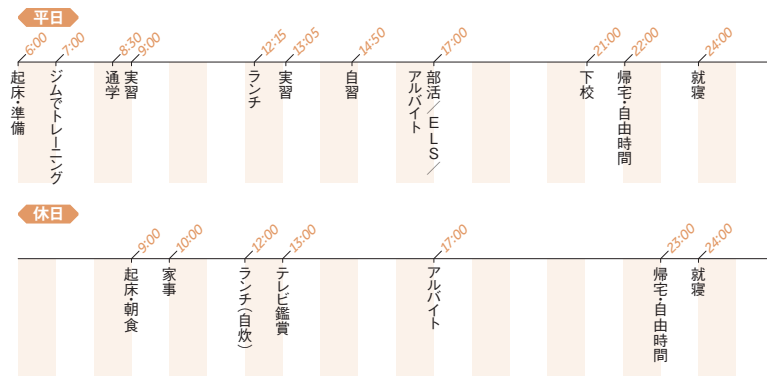 平日
6:00
起床・準備
7:00
ジムでトレーニング
8:30
通学
9:00
実習
12:15
ランチ
13:05
実習
14:50
自習
17:00
部活／ELS／
アルバイト
21:00
下校
22:00
帰宅・自由時間
24:00
就寝
休日
9:00
起床・朝食
10:00
家事
12:00
ランチ(自炊)
13:00
テレビ鑑賞
17:00
アルバイト
23:00
帰宅・自由時間
24:00
就寝